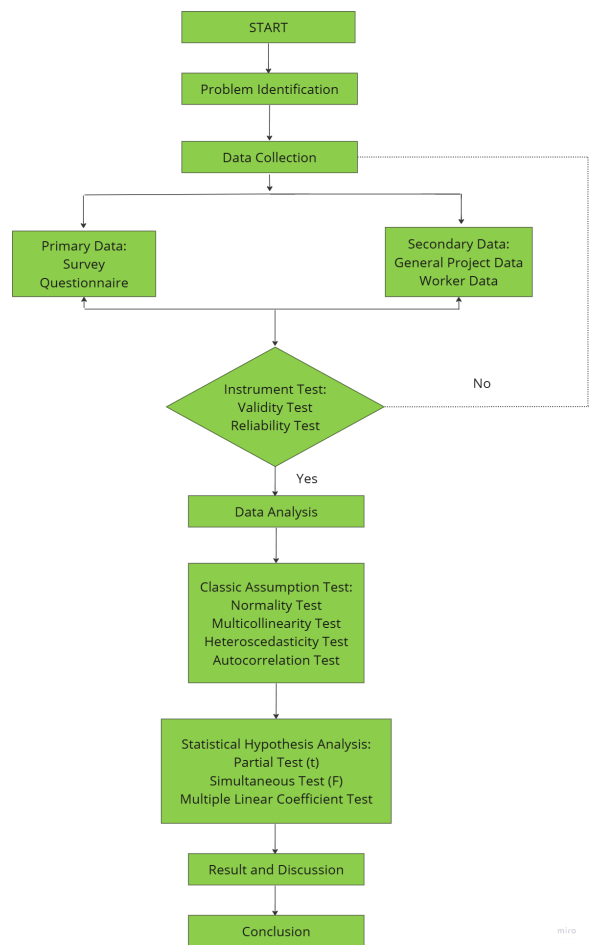 START
Problem Identification
Data Collection
Primary Data:
Survey
Questionnaire
Secondary Data:
General Project Data
Worker Data
Instrument Test:
Validity Test
Reliability Test
No
Yes
Data Analysis
Classic Assumption Test:
Normality Test
Multicollinearity Test
Heteroscedasticity Test
Autocorrelation Test
Statistical Hypothesis Analysis:
Partial Test (t)
Simultaneous Test (F)
Multiple Linear Coefficient Test
Result and Discussion
Conclusion
miro